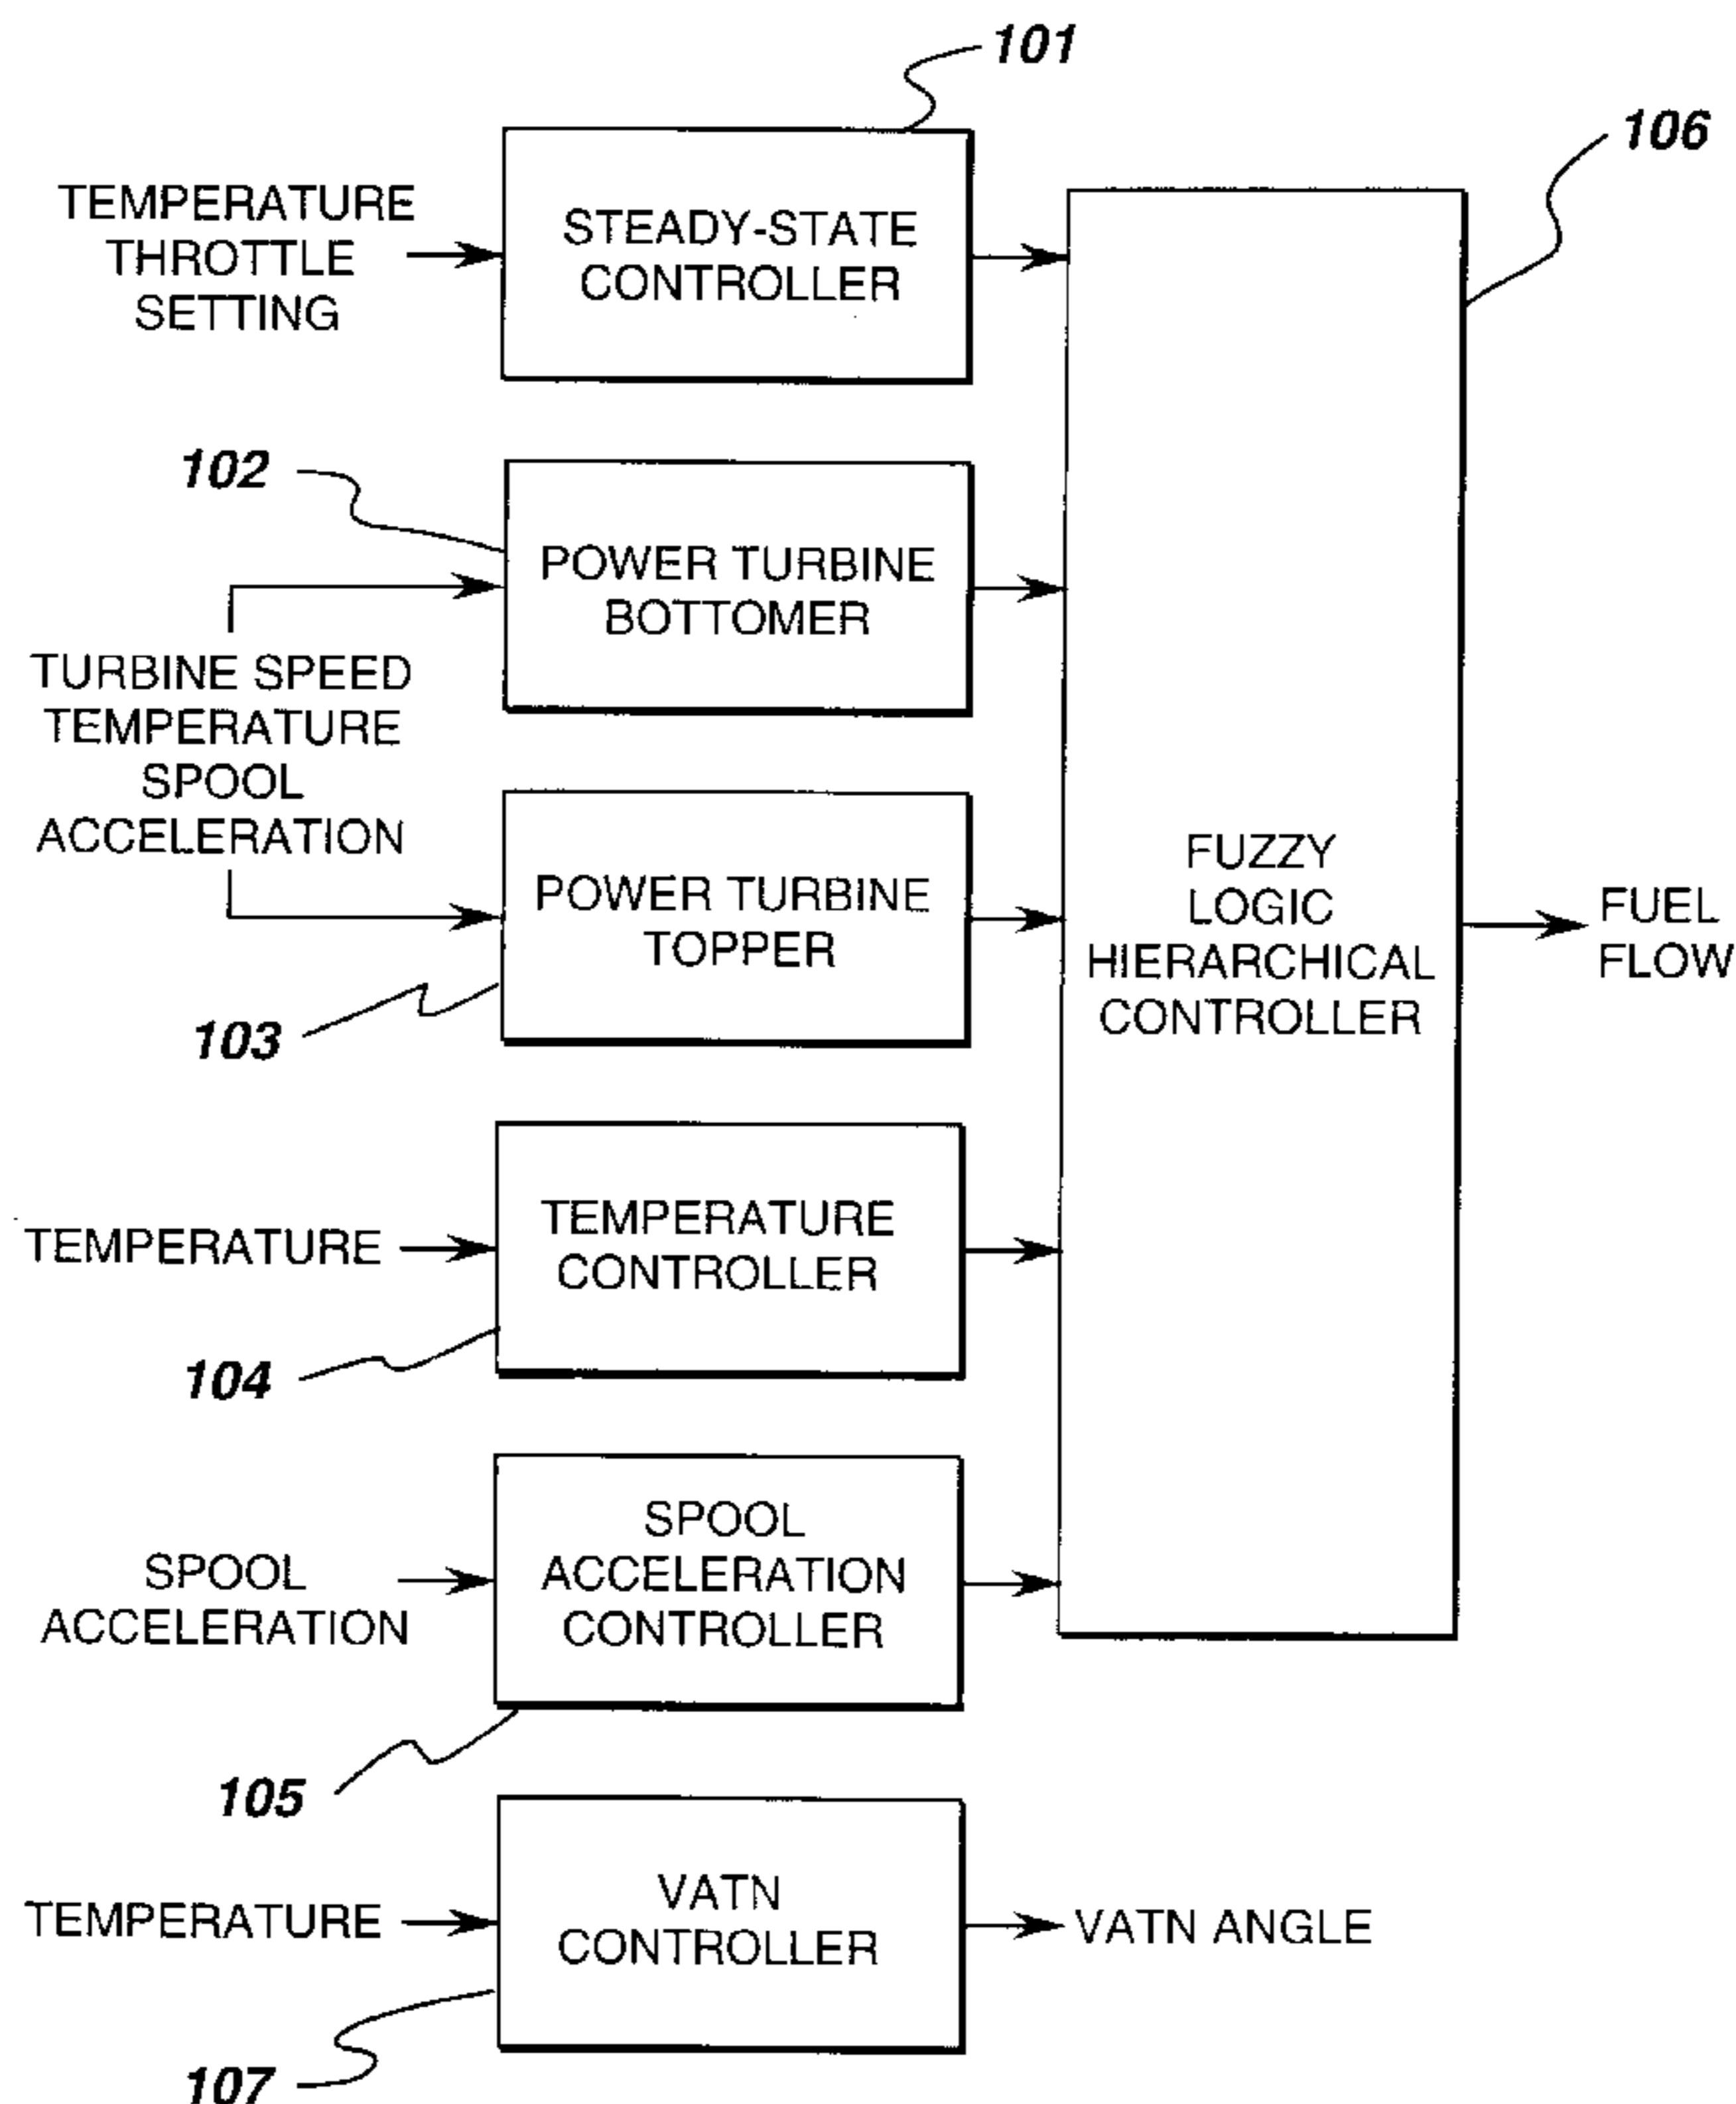 101
106
TEMPERATURE
THROTTLE
SETTING
STEADY-STATE
CONTROLLER
102
POWER TURBINE
BOTTOMER
TURBINE SPEED
TEMPERATURE
SPOOL
ACCELERATION
POWER TURBINE
TOPPER
103
FUZZY
LOGIC
HIERARCHICAL
CONTROLLER
FUEL
FLOW
TEMPERATURE
TEMPERATURE
CONTROLLER
104
SPOOL
ACCELERATION
SPOOL
ACCELERATION
CONTROLLER
105
TEMPERATURE
VATN
CONTROLLER
VATN ANGLE
107